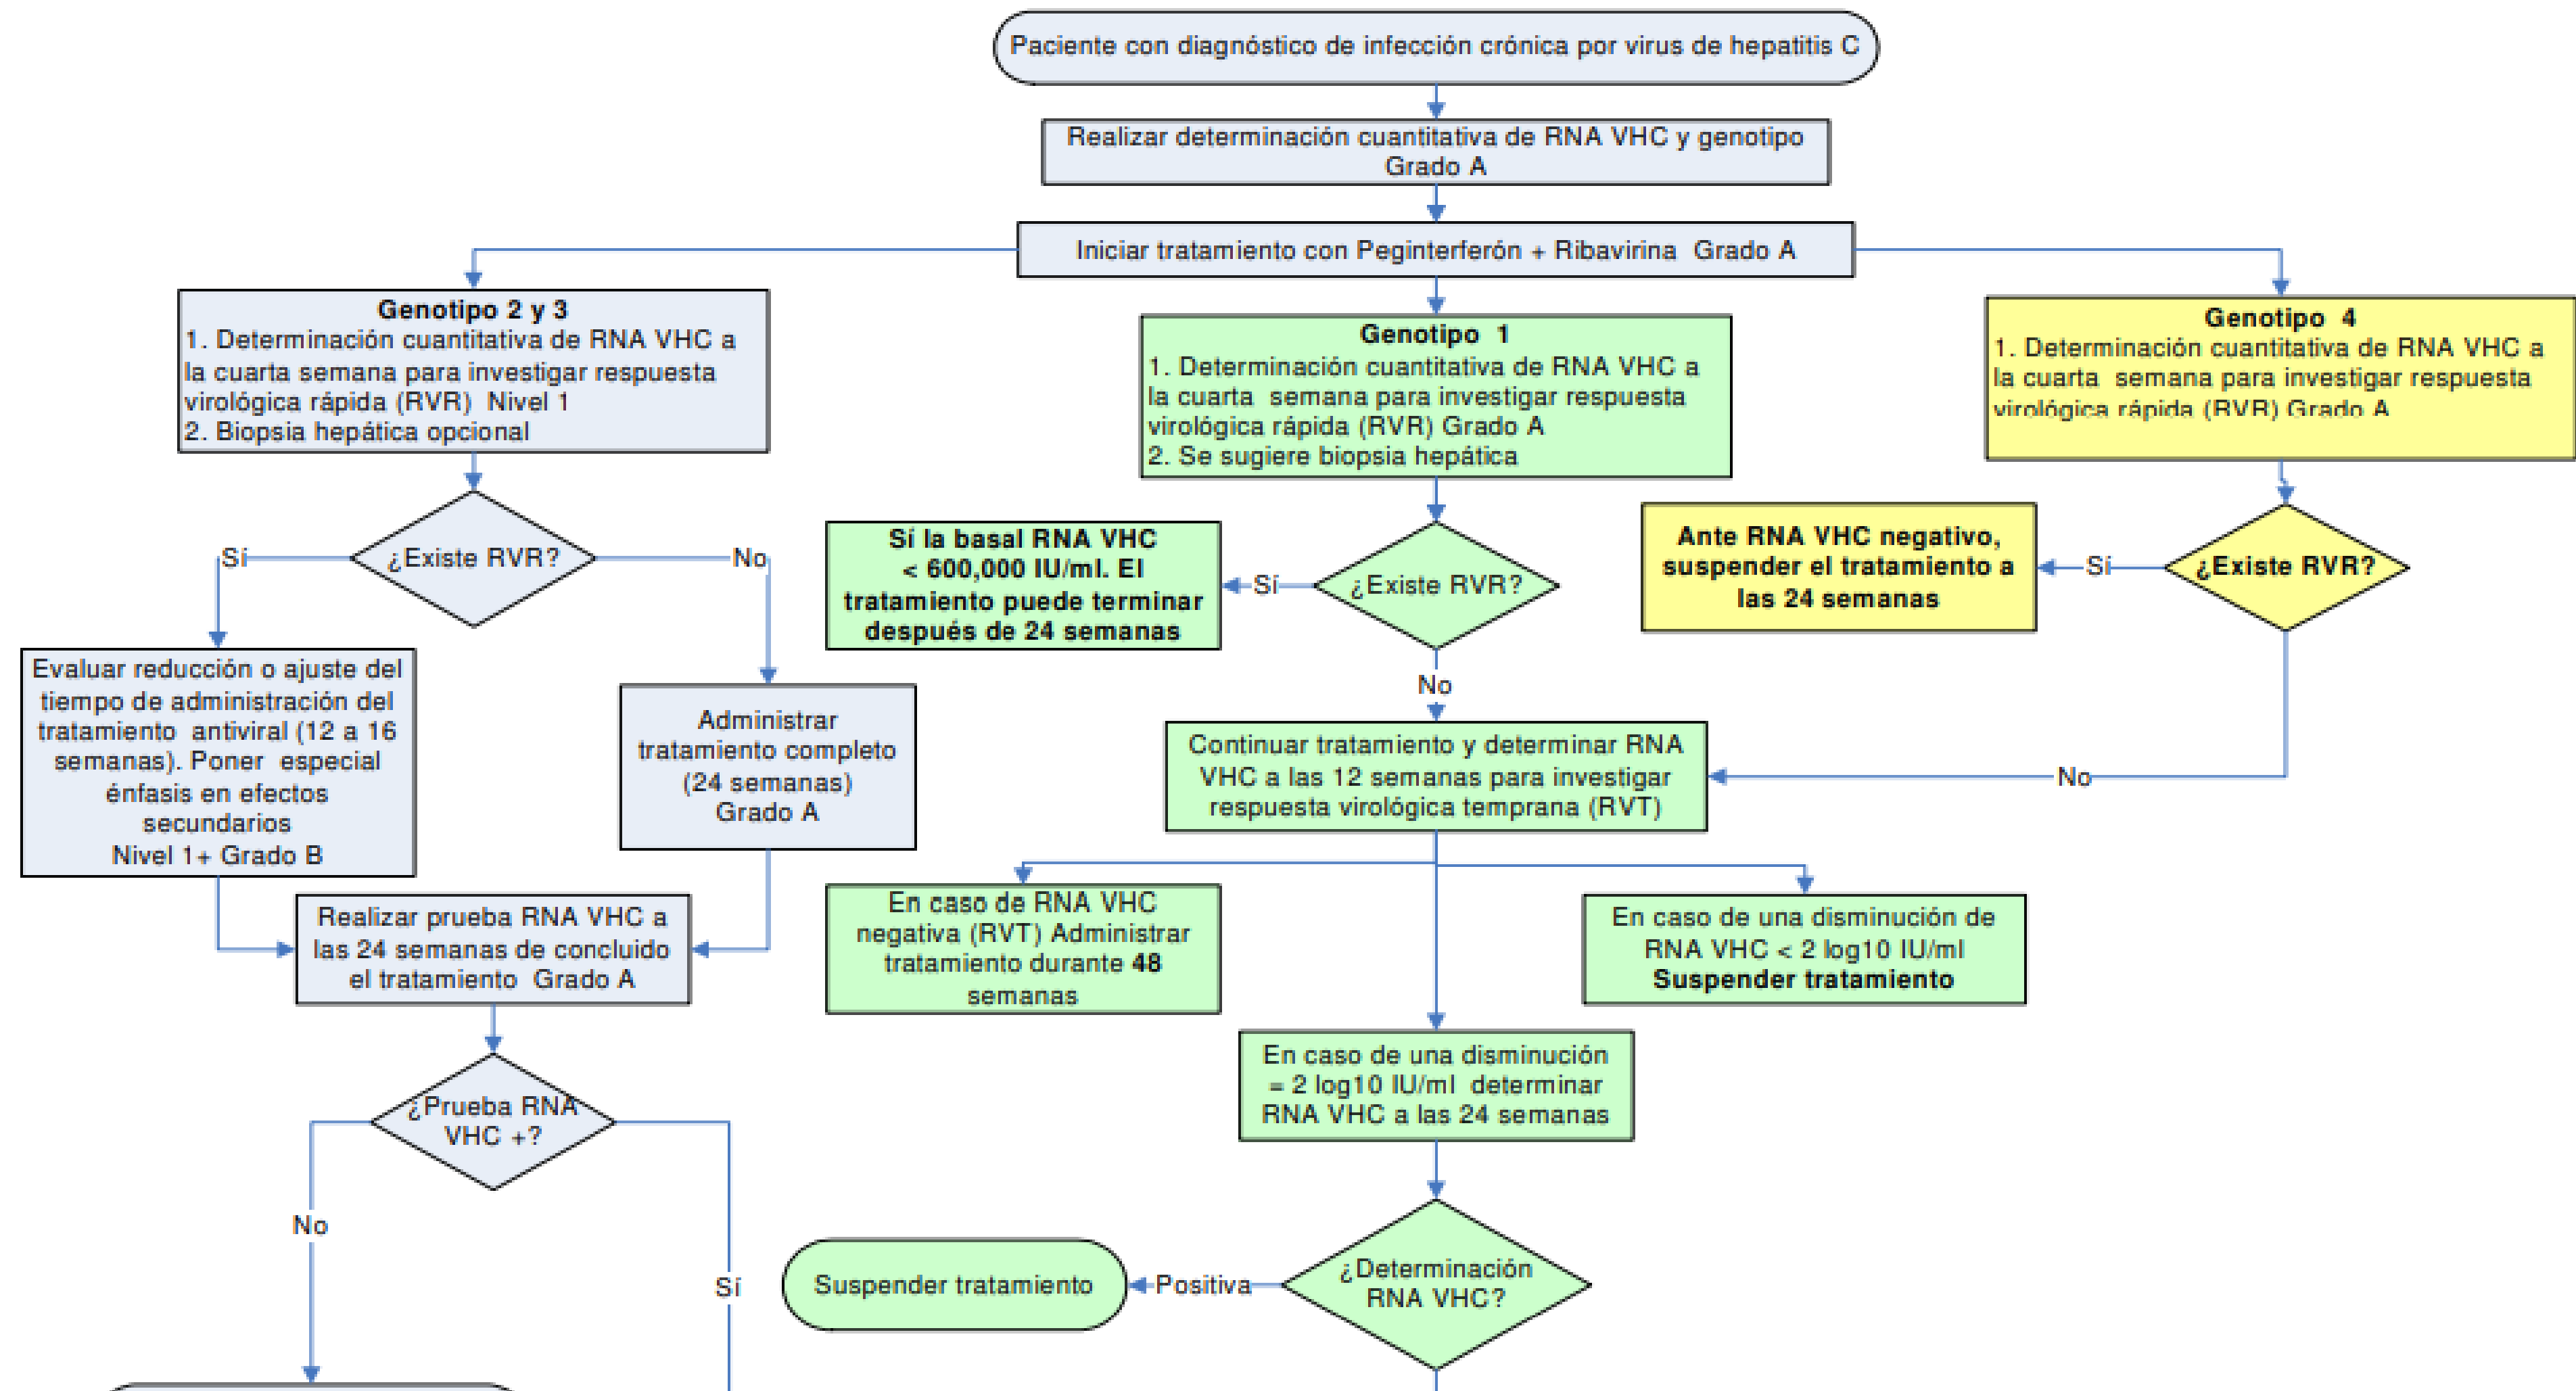 Paciente con diagnóstico de infección crónica por virus de hepatitis C
Realizar determinación cuantitativa de RNA VHC y genotipo
Grado A
Iniciar tratamiento con Peginterferón + Ribavirina Grado A
Genotipo 2 y 3
1. Determinación cuantitativa de RNA VHC a
la cuarta semana para investigar respuesta
virológica rápida (RVR) Nivel 1
2. Biopsia hepática opcional
Genotipo 1
1. Determinación cuantitativa de RNA VHC a
la cuarta semana para investigar respuesta
virológica rápida (RVR) Grado A
2. Se sugiere biopsia hepática
Genotipo 4
1. Determinación cuantitativa de RNA VHC a
la cuarta semana para investigar respuesta
virológica rápida (RVR) Grado A
¿Existe RVR?
Sí
No
Sí la basal RNA VHC
< 600,000 IU/ml. El
tratamiento puede terminar
después de 24 semanas
Sí
¿Existe RVR?
No
Ante RNA VHC negativo,
suspender el tratamiento a
las 24 semanas
Sí
¿Existe RVR?
No
Evaluar reducción o ajuste del
tiempo de administración del
tratamiento antiviral (12 a 16
semanas). Poner especial
énfasis en efectos
secundarios
Nivel 1+ Grado B
Administrar
tratamiento completo
(24 semanas)
Grado A
Continuar tratamiento y determinar RNA
VHC a las 12 semanas para investigar
respuesta virológica temprana (RVT)
Realizar prueba RNA VHC a
las 24 semanas de concluido
el tratamiento Grado A
En caso de RNA VHC
negativa (RVT) Administrar
tratamiento durante 48
semanas
En caso de una disminución de
RNA VHC < 2 log10 IU/ml
Suspender tratamiento
En caso de una disminución
= 2 log10 IU/ml determinar
RNA VHC a las 24 semanas
¿Prueba RNA
VHC +?
No
Sí
Suspender tratamiento
Positiva
¿Determinación
RNA VHC?